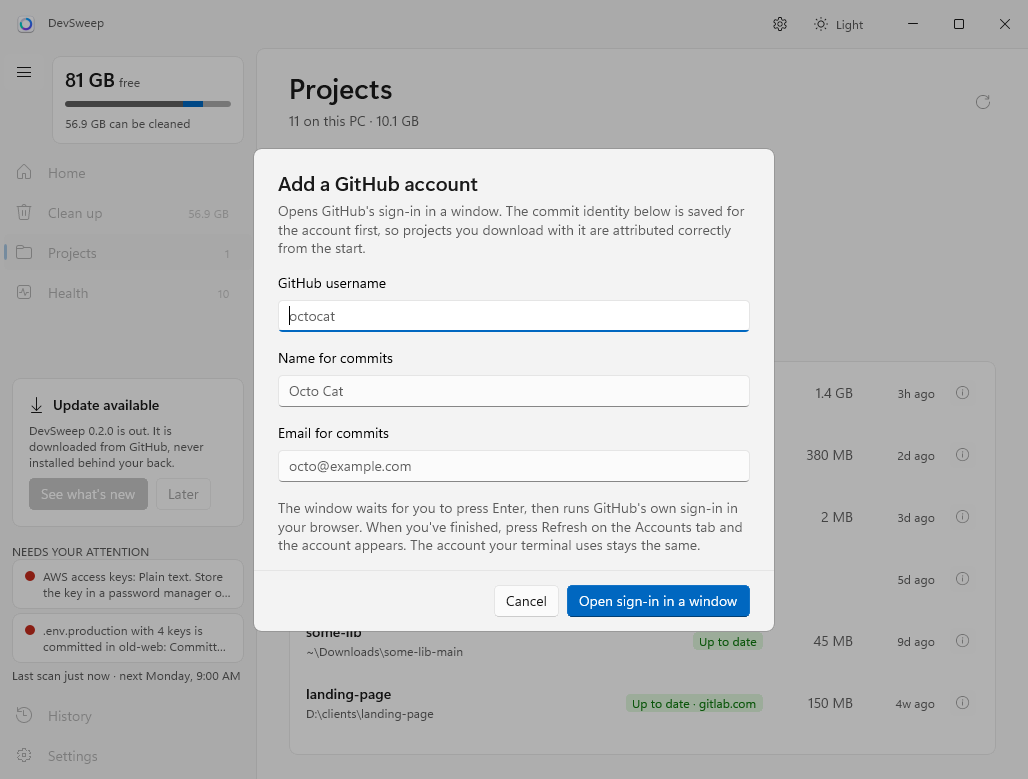 DevSweep
Light
81 GB free
56.9 GB can be cleaned
Home
Clean up 56.9 GB
Projects 1
Health 10
Update available
DevSweep 0.2.0 is out. It is
downloaded from GitHub, never
installed behind your back.
See what's new Later
NEEDS YOUR ATTENTION
AWS access keys: Plain text. Store
the key in a password manager o...
.env.production with 4 keys is
committed in old-web: Committ...
Last scan just now · next Monday, 9:00 AM
History
Settings
Projects
11 on this PC · 10.1 GB
Add a GitHub account
Opens GitHub's sign-in in a window. The commit identity below is saved for
the account first, so projects you download with it are attributed correctly
from the start.
GitHub username
octocat
Name for commits
Octo Cat
Email for commits
octo@example.com
The window waits for you to press Enter, then runs GitHub's own sign-in in
your browser. When you've finished, press Refresh on the Accounts tab and
the account appears. The account your terminal uses stays the same.
Cancel Open sign-in in a window
1.4 GB 3h ago
380 MB 2d ago
2 MB 3d ago
5d ago
some-lib
~\Downloads\some-lib-main
Up to date 45 MB 9d ago
landing-page
D:\clients\landing-page
Up to date · gitlab.com 150 MB 4w ago